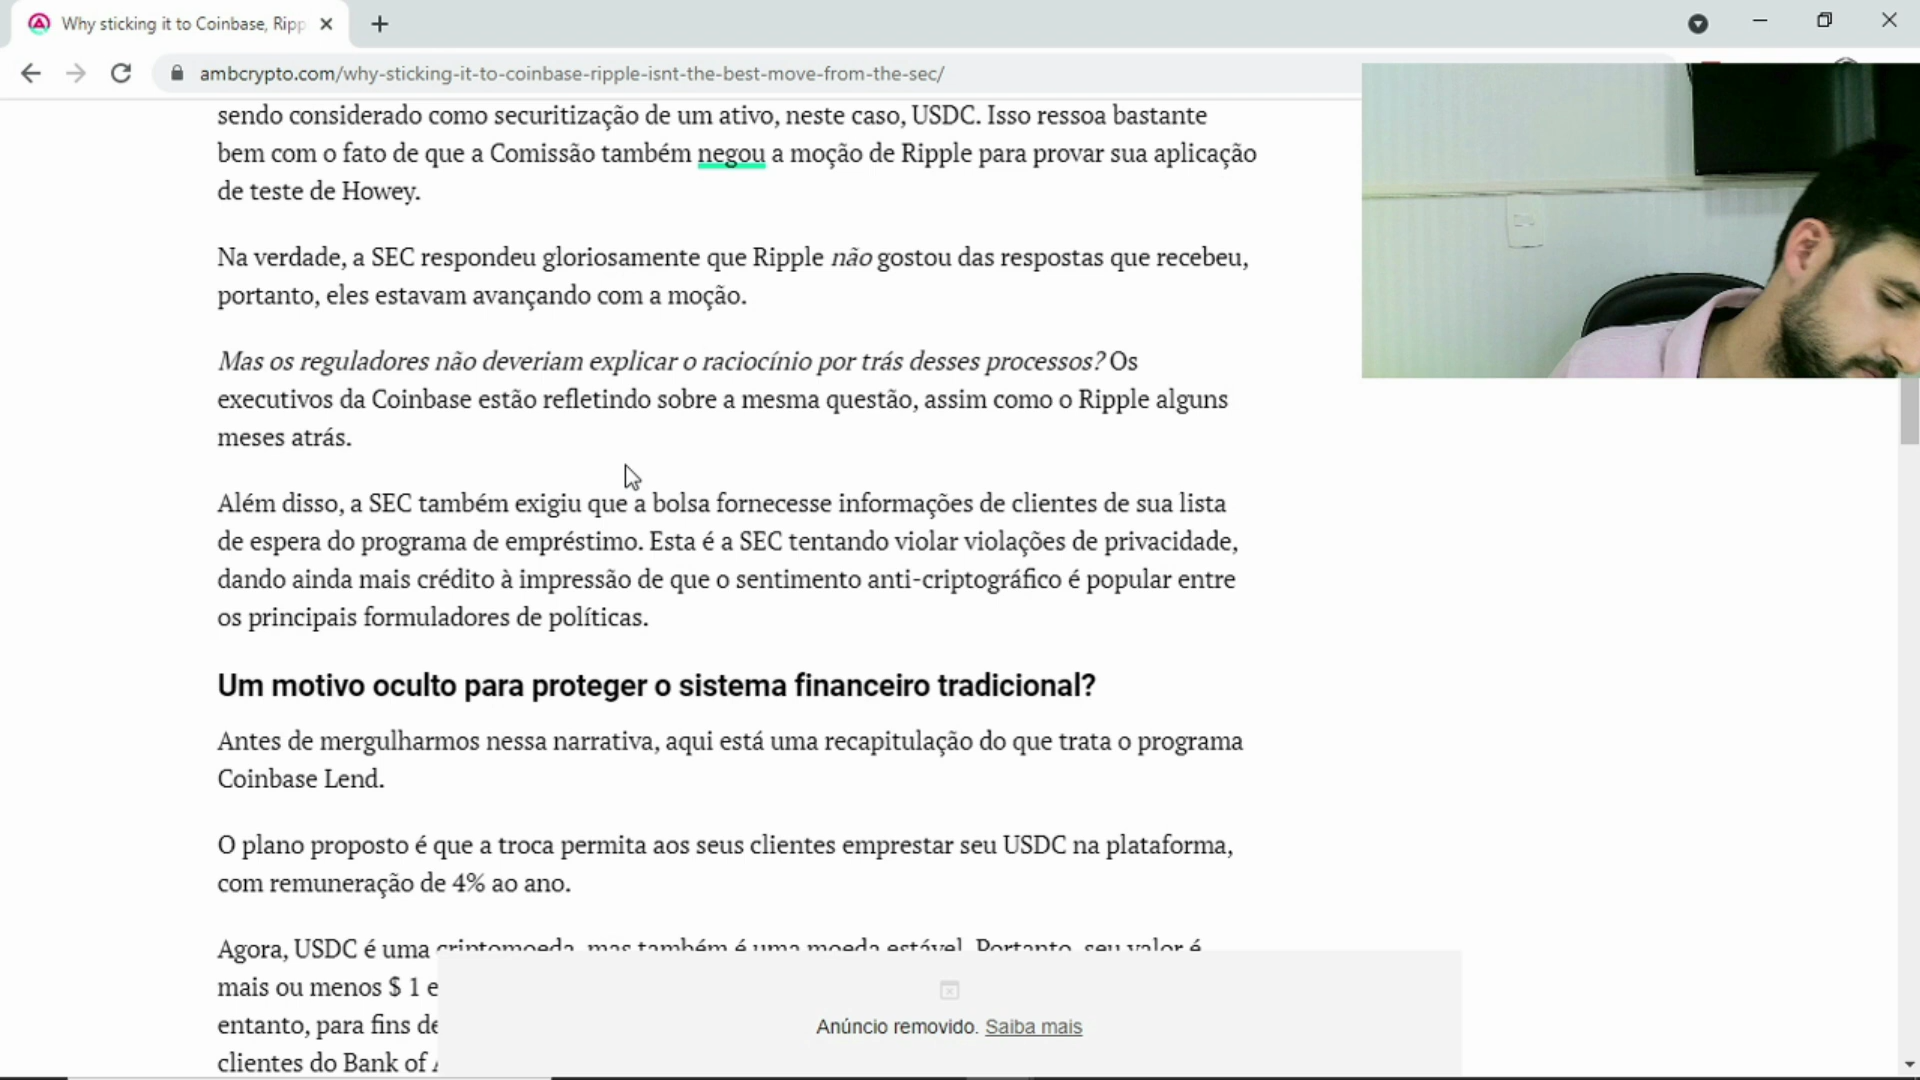 Why sticking it to Coinbase, Ripp
ambcrypto.com/why-sticking-it-to-coinbase-ripple-isnt-the-best-move-from-the-sec/
sendo considerado como securitização de um ativo, neste caso, USDC. Isso ressoa bastante
bem com o fato de que a Comissão também negou a moção de Ripple para provar sua aplicação
de teste de Howey.
Na verdade, a SEC respondeu gloriosamente que Ripple não gostou das respostas que recebeu,
portanto, eles estavam avançando com a moção.
Mas os reguladores não deveriam explicar o raciocínio por trás desses processos? Os
executivos da Coinbase estão refletindo sobre a mesma questão, assim como o Ripple alguns
meses atrás.
Além disso, a SEC também exigiu que a bolsa fornecesse informações de clientes de sua lista
de espera do programa de empréstimo. Esta é a SEC tentando violar violações de privacidade,
dando ainda mais crédito à impressão de que o sentimento anti-criptográfico é popular entre
os principais formuladores de políticas.
Um motivo oculto para proteger o sistema financeiro tradicional?
Antes de mergulharmos nessa narrativa, aqui está uma recapitulação do que trata o programa
Coinbase Lend.
O plano proposto é que a troca permita aos seus clientes emprestar seu USDC na plataforma,
com remuneração de 4% ao ano.
Agora, USDC é uma criptomoeda, mas também é uma moeda estável. Portanto, seu valor é
mais ou menos $ 1 e
entanto, para fins de
clientes do Bank of
Anúncio removido. Saiba mais